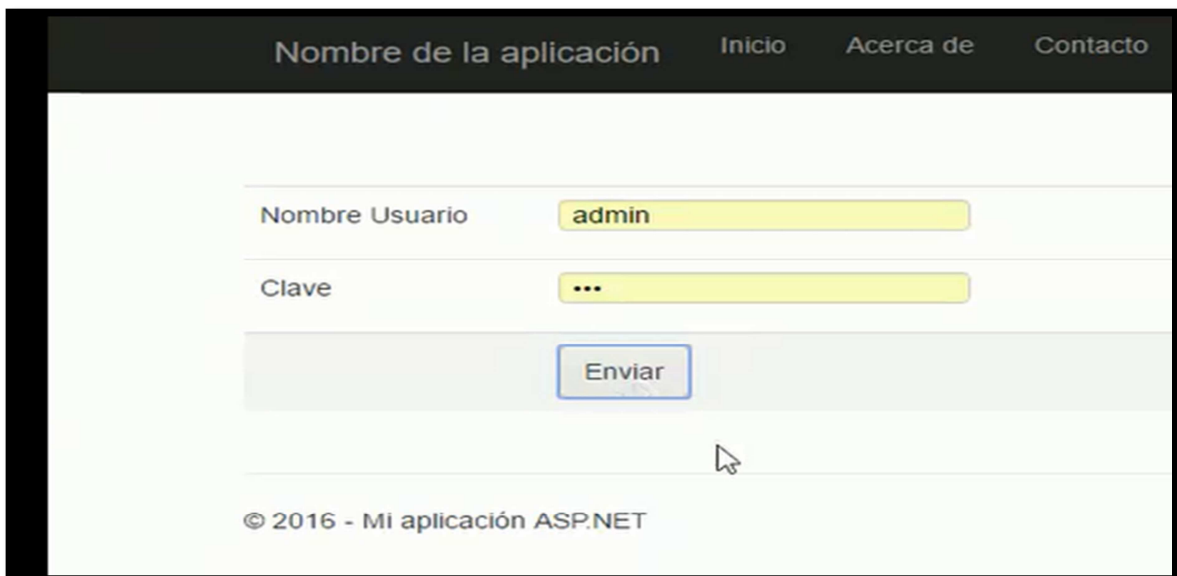 Nombre de la aplicación Inicio Acerca de Contacto
Nombre Usuario admin
Clave •••
Enviar
© 2016 - Mi aplicación ASP.NET